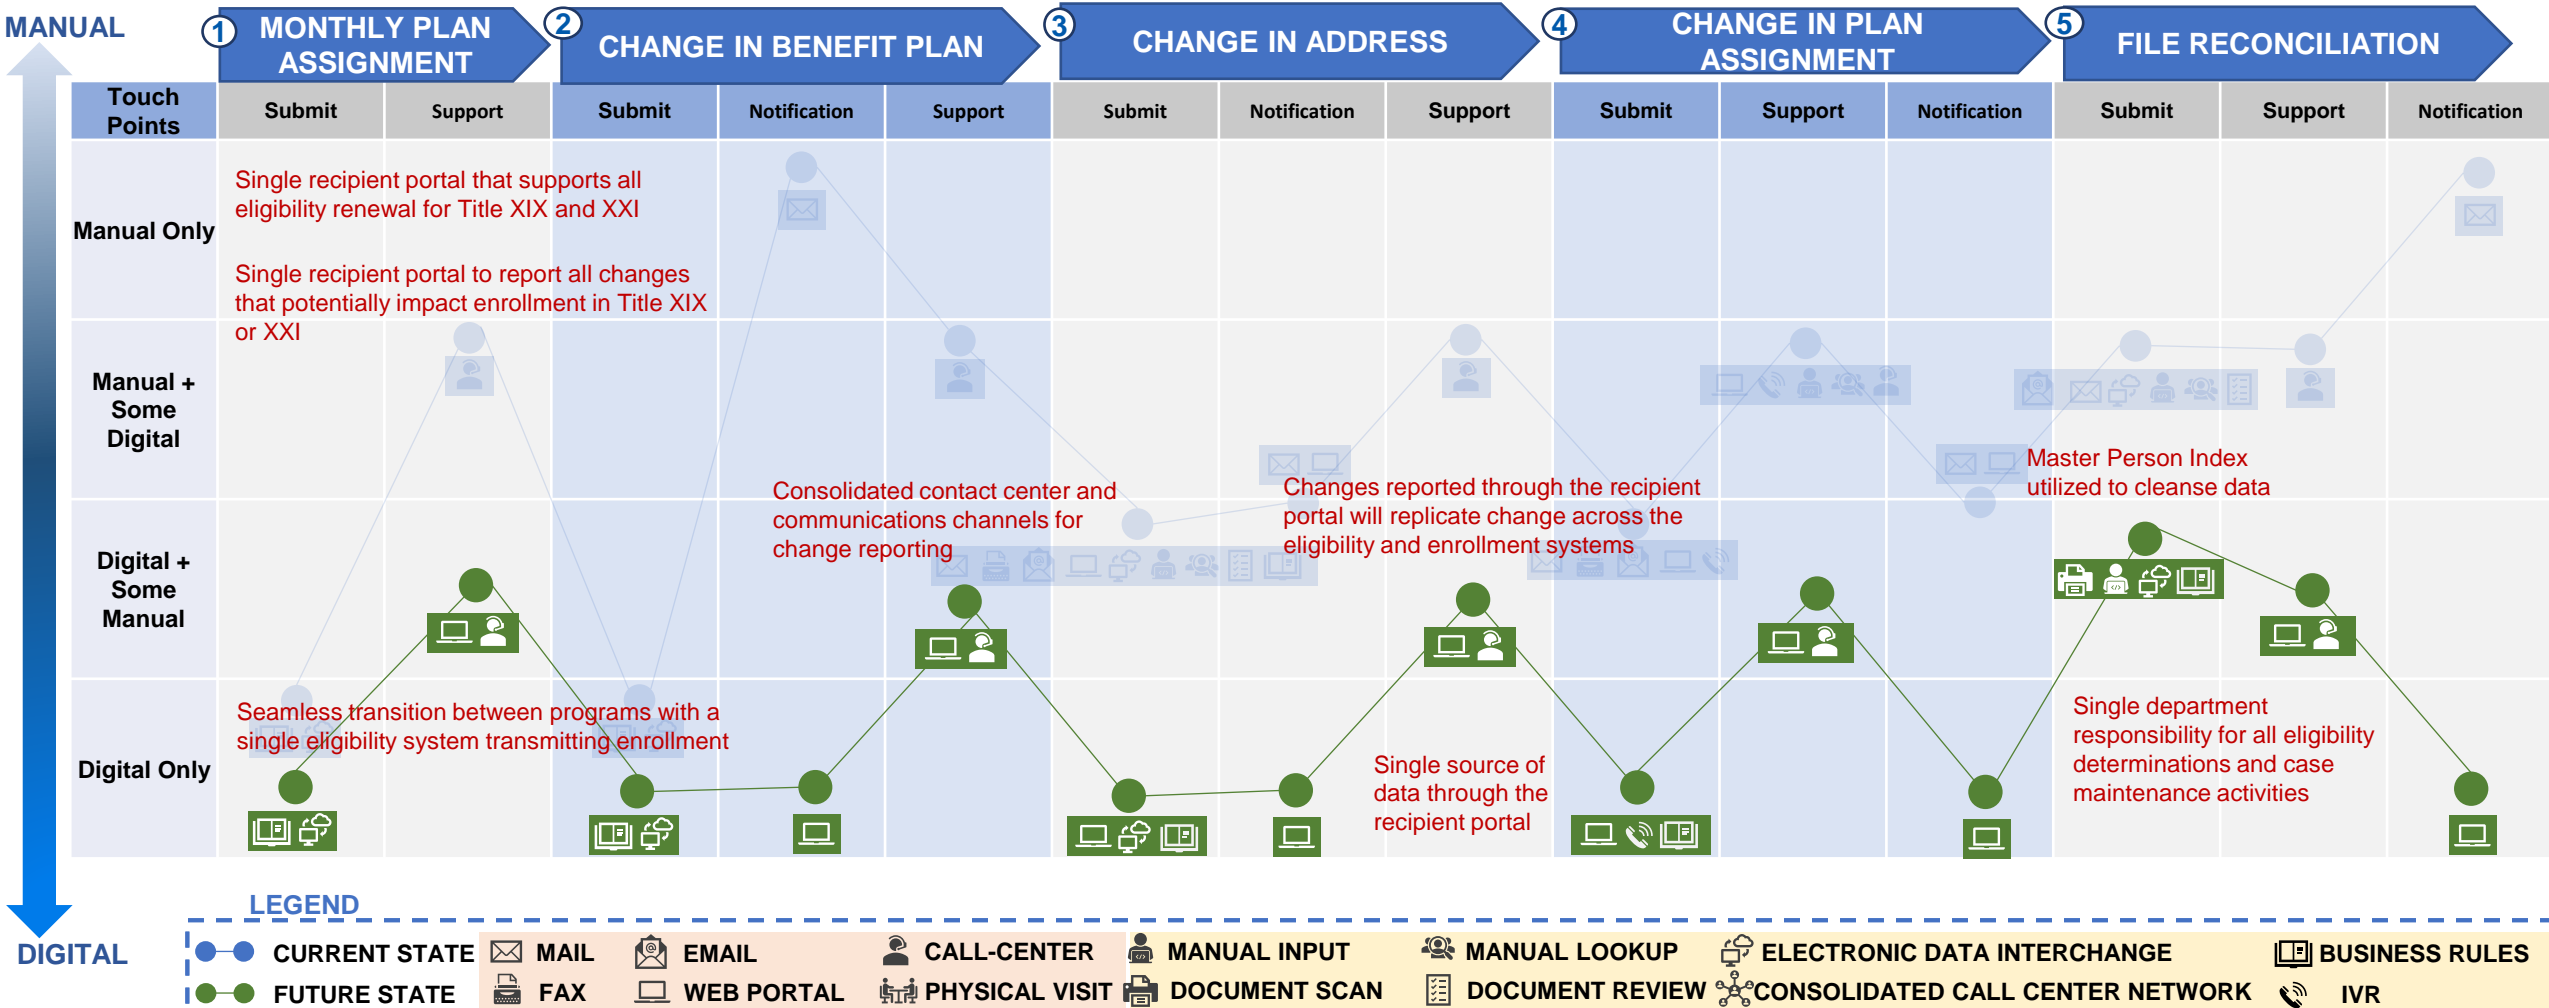 MANUAL
1
MONTHLY PLAN
ASSIGNMENT
2
CHANGE IN BENEFIT PLAN
3
CHANGE IN ADDRESS
4
CHANGE IN PLAN
ASSIGNMENT
5
FILE RECONCILIATION
Touch
Points
Submit
Support
Submit
Notification
Support
Submit
Notification
Support
Submit
Support
Notification
Submit
Support
Notification
Manual Only
Single recipient portal that supports all
eligibility renewal for Title XIX and XXI
Single recipient portal to report all changes
that potentially impact enrollment in Title XIX
or XXI
Manual +
Some
Digital
Consolidated contact center and
communications channels for
change reporting
Changes reported through the recipient
portal will replicate change across the
eligibility and enrollment systems
Master Person Index
utilized to cleanse data
Digital +
Some
Manual
Digital Only
Seamless transition between programs with a
single eligibility system transmitting enrollment
Single source of
data through the
recipient portal
Single department
responsibility for all eligibility
determinations and case
maintenance activities
DIGITAL
LEGEND
CURRENT STATE
MAIL
EMAIL
CALL-CENTER
MANUAL INPUT
MANUAL LOOKUP
ELECTRONIC DATA INTERCHANGE
BUSINESS RULES
FUTURE STATE
FAX
WEB PORTAL
PHYSICAL VISIT
DOCUMENT SCAN
DOCUMENT REVIEW
CONSOLIDATED CALL CENTER NETWORK
IVR